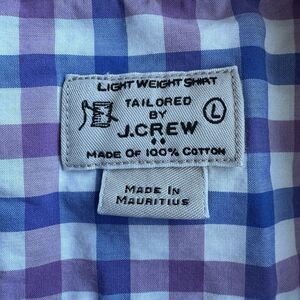 LIGHT WEIGHT SHIRT
TAILORED
BY
L
J.CREW
MADE OF 100% COTTON
MADE IN
MAURITIUS